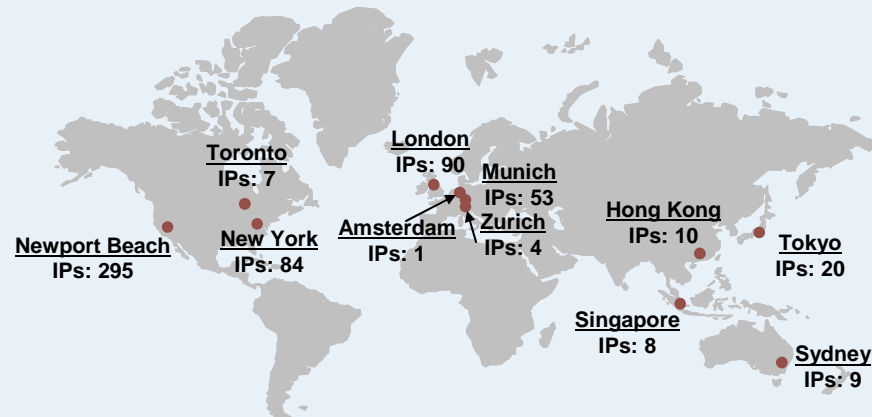 Toronto
IPs: 7
Newport Beach
IPs: 295
New York
IPs: 84
London
IPs: 90
Amsterdam
IPs: 1
Munich
IPs: 53
Zurich
IPs: 4
Hong Kong
IPs: 10
Tokyo
IPs: 20
Singapore
IPs: 8
Sydney
IPs: 9